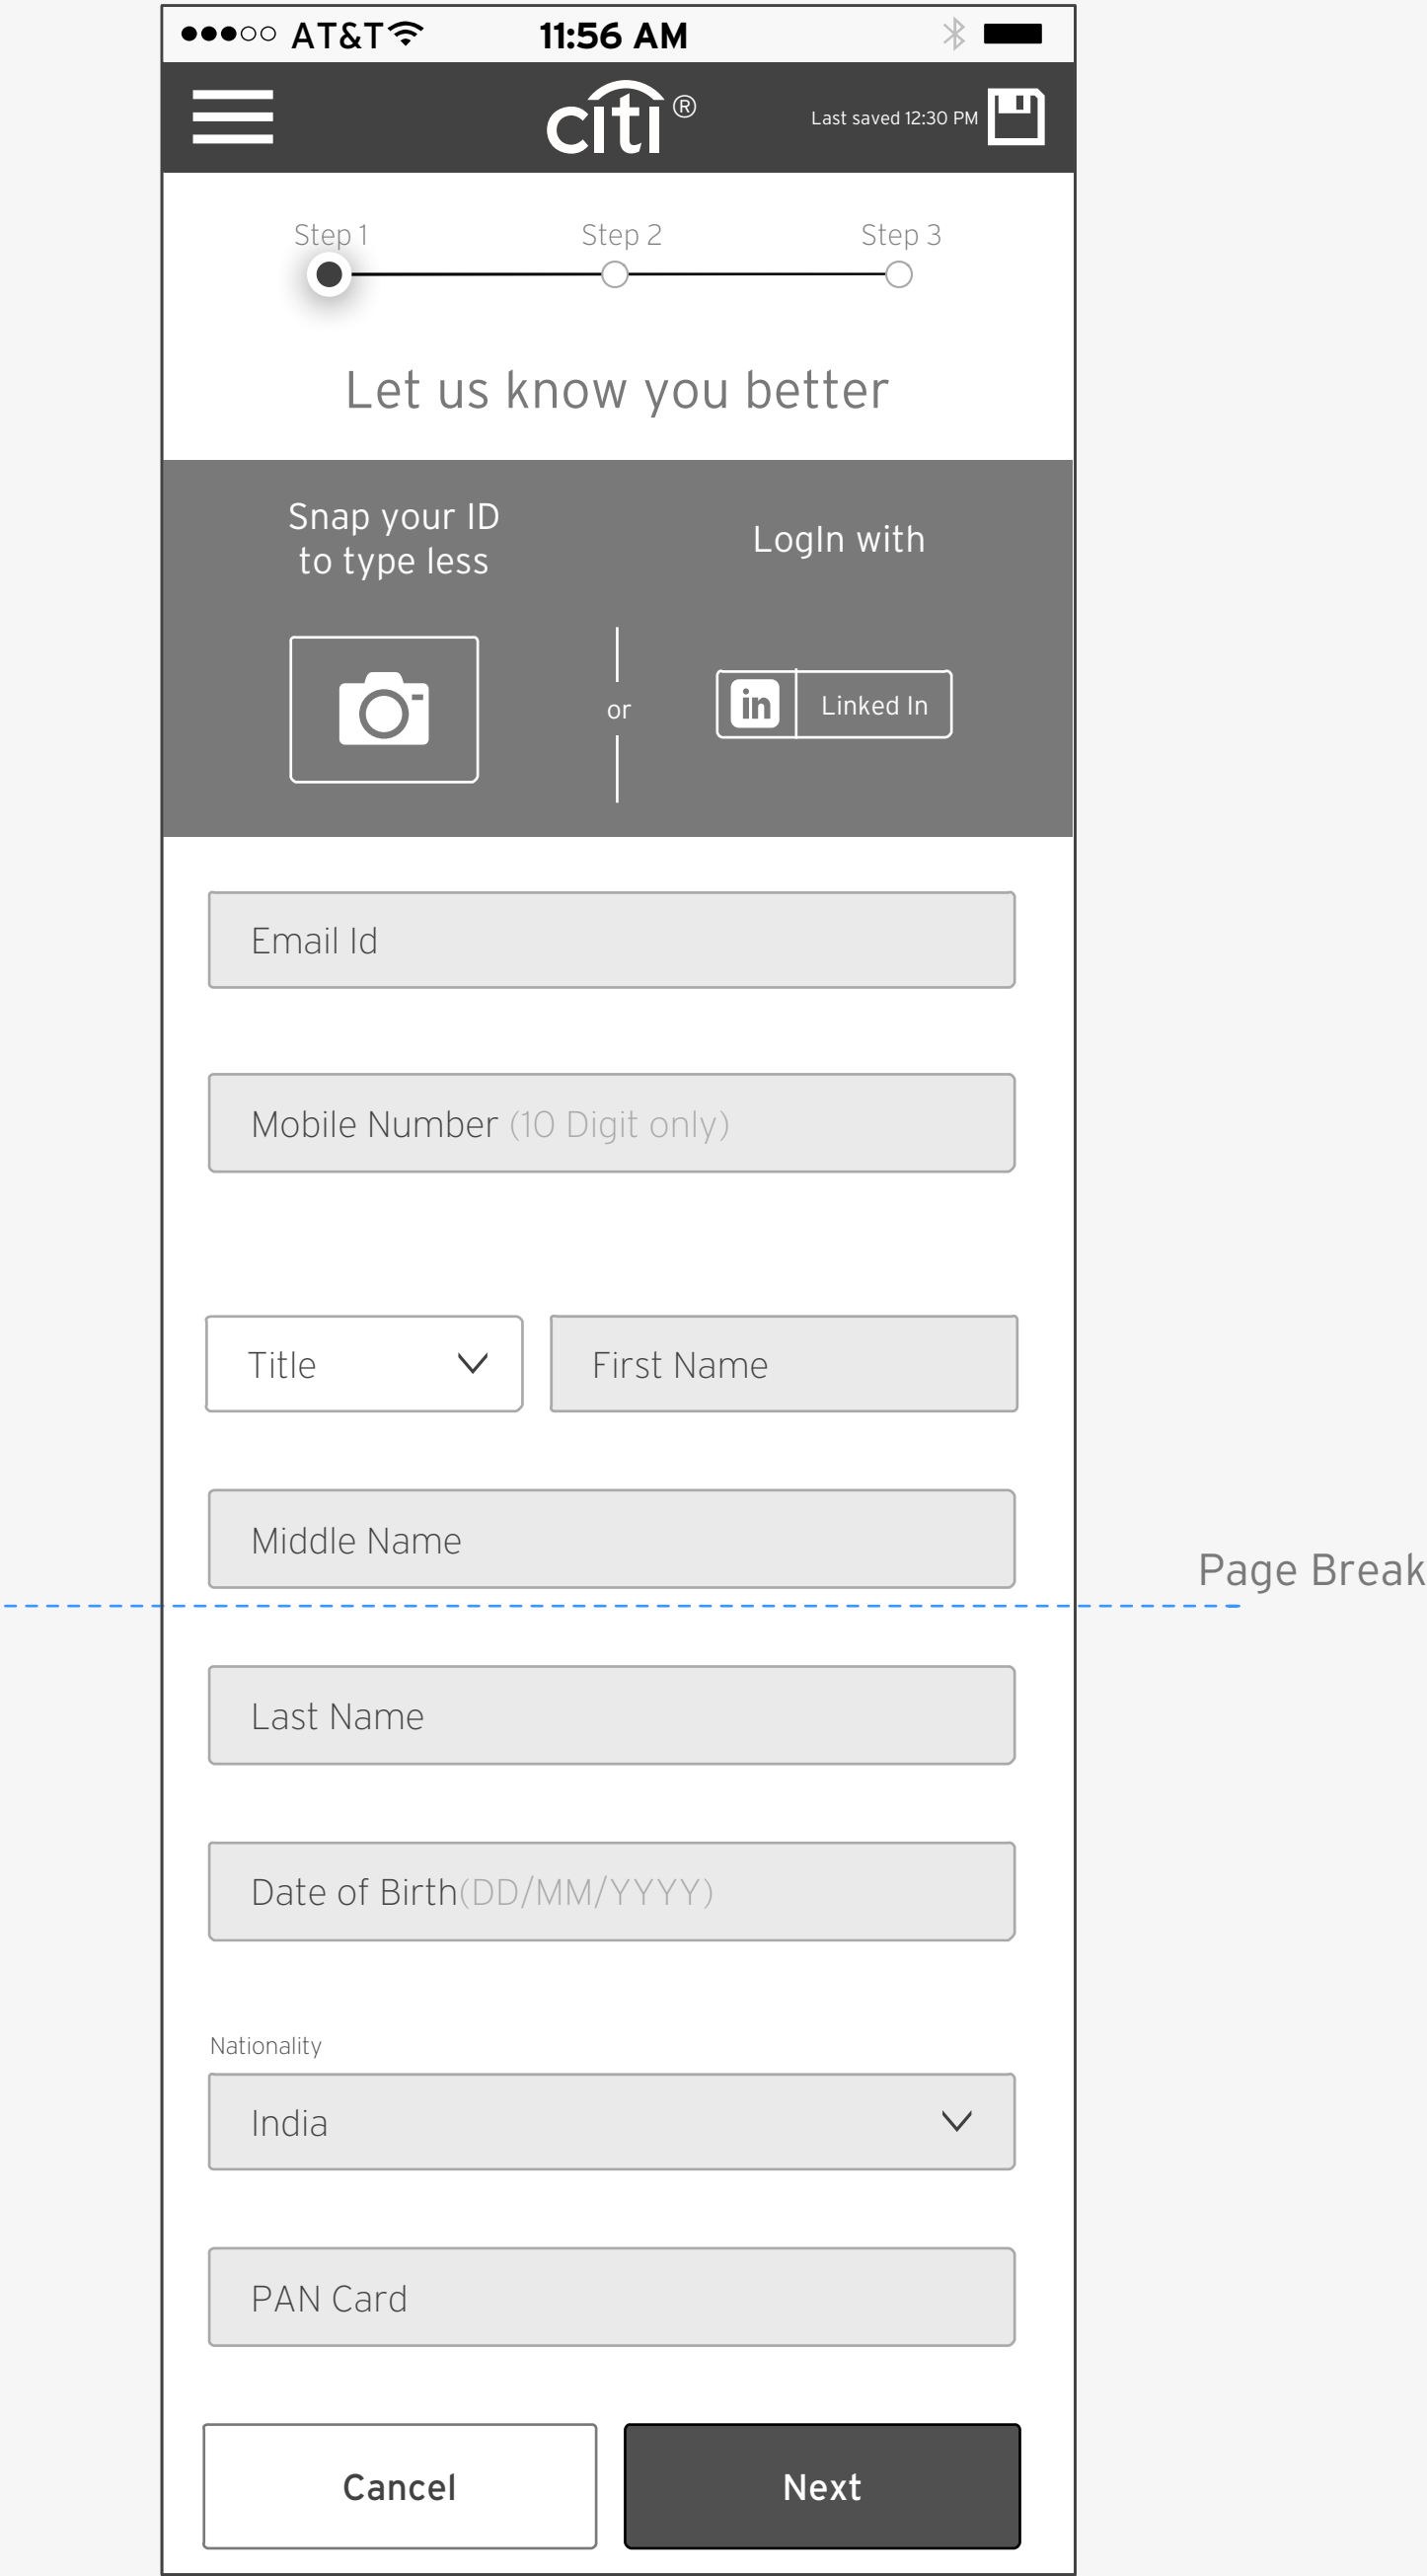 AT&T 11:56 AM
citi® Last saved 12:30 PM
Step 1 Step 2 Step 3
Let us know you better
Snap your ID
to type less
LogIn with
or
in Linked In
Email Id
Mobile Number (10 Digit only)
Title First Name
Middle Name
Page Break
Last Name
Date of Birth(DD/MM/YYYY)
Nationality
India
PAN Card
Cancel Next